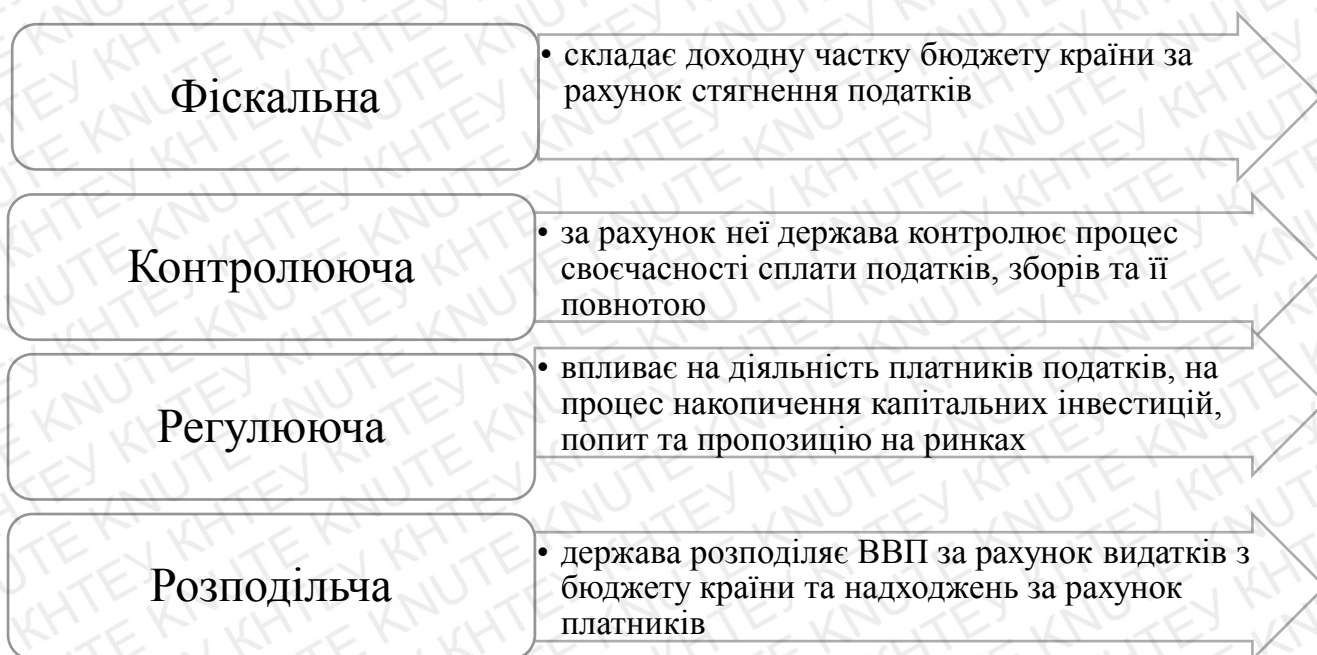 Фіскальна
• складає доходну частку бюджету країни за
рахунок стягнення податків
Контролююча
• за рахунок неї держава контролює процес
своєчасності сплати податків, зборів та її
повнотою
Регулююча
• впливає на діяльність платників податків, на
процес накопичення капітальних інвестицій,
попит та пропозицію на ринках
Розподільча
• держава розподіляє ВВП за рахунок видатків з
бюджету країни та надходжень за рахунок
платників